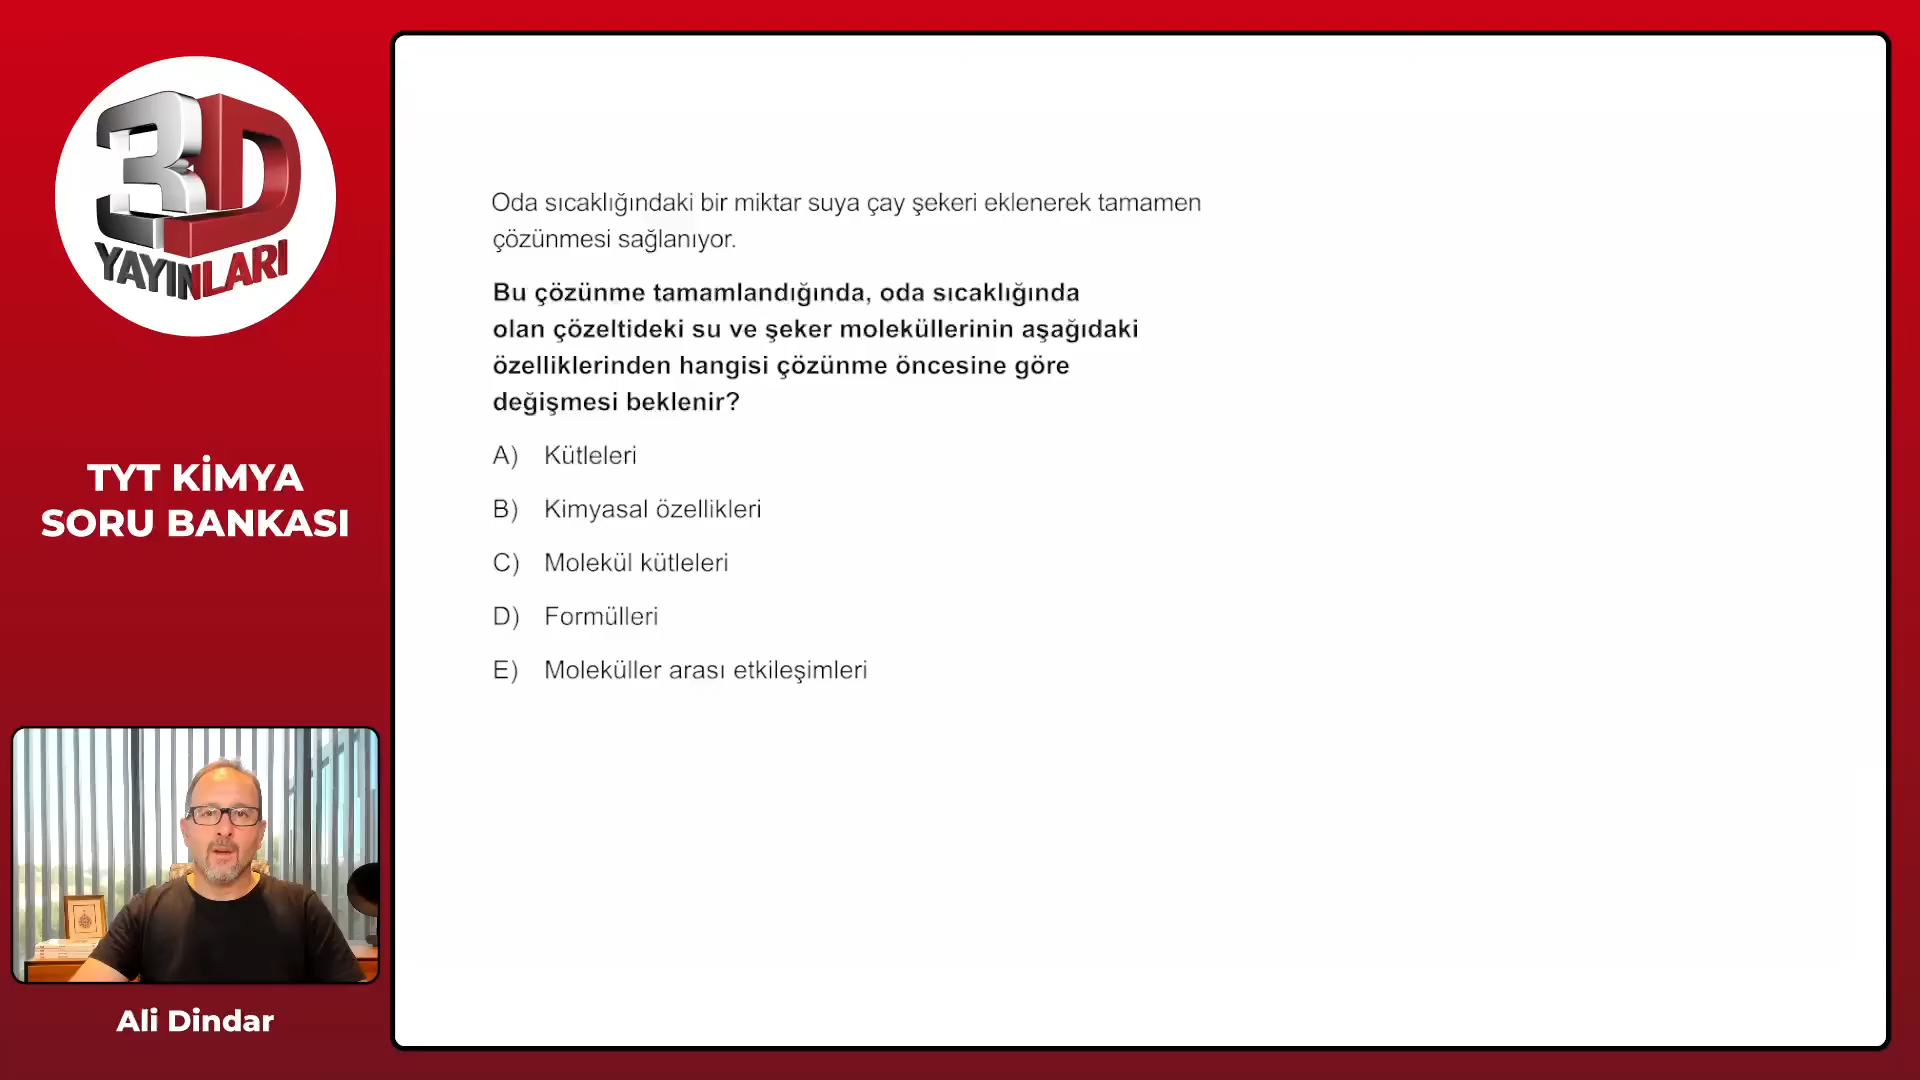 3D
YAYINLARI
TYT KİMYA
SORU BANKASI
Ali Dindar
Oda sıcaklığındaki bir miktar suya çay şekeri eklenerek tamamen
çözünmesi sağlanıyor.
Bu çözünme tamamlandığında, oda sıcaklığında
olan çözeltideki su ve şeker moleküllerinin aşağıdaki
özelliklerinden hangisi çözünme öncesine göre
değişmesi beklenir?
A) Kütleleri
B) Kimyasal özellikleri
C) Molekül kütleleri
D) Formülleri
E) Moleküller arası etkileşimleri